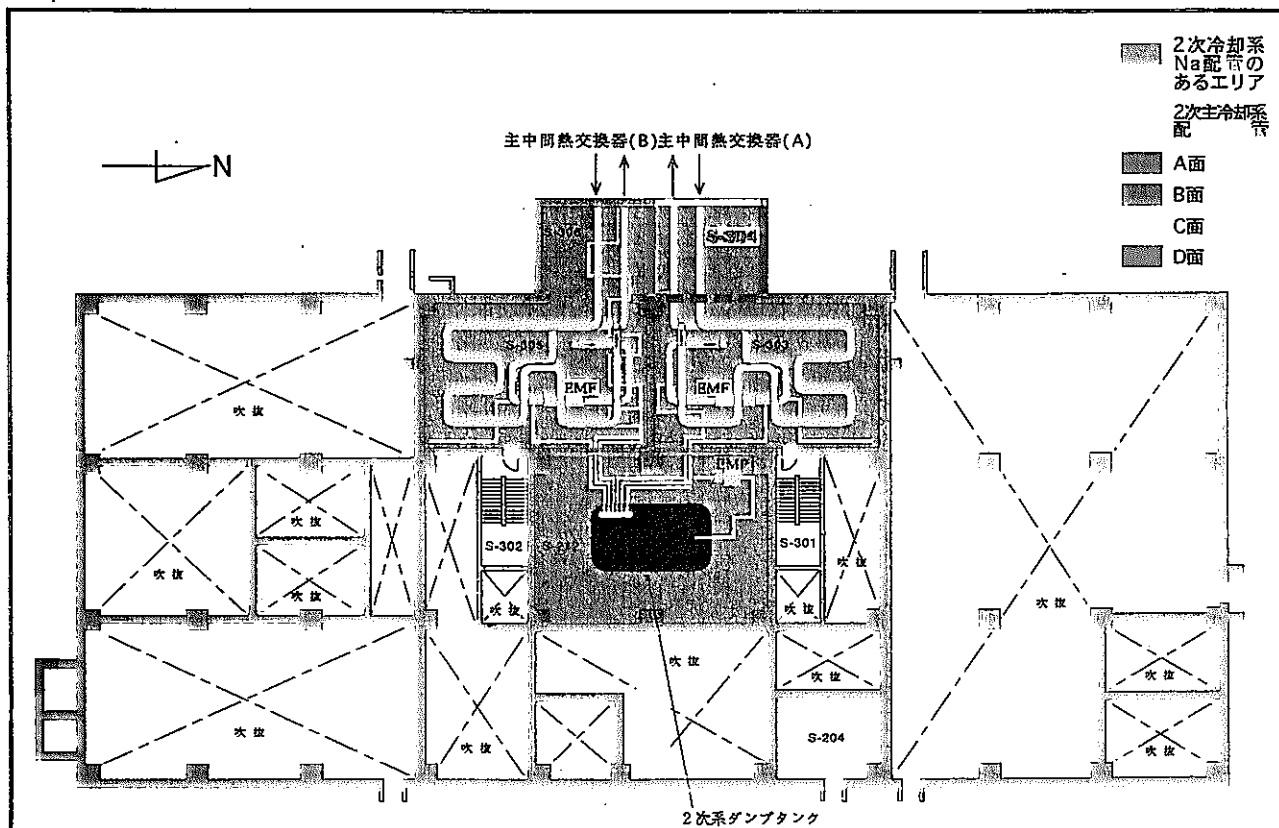 2次冷却系
Na配管の
あるエリア
2次主冷却系
配管
A面
B面
C面
D面
主中間熱交換器(B)主中間熱交換器(A)
N
S-304
S-305
S-303
EMF
EMF
吹抜
EMP
吹抜
吹抜
吹抜
S-302
S-301
吹抜
吹抜
吹抜
吹抜
吹抜
吹抜
吹抜
吹抜
S-204
吹抜
2次系ダンプタンク